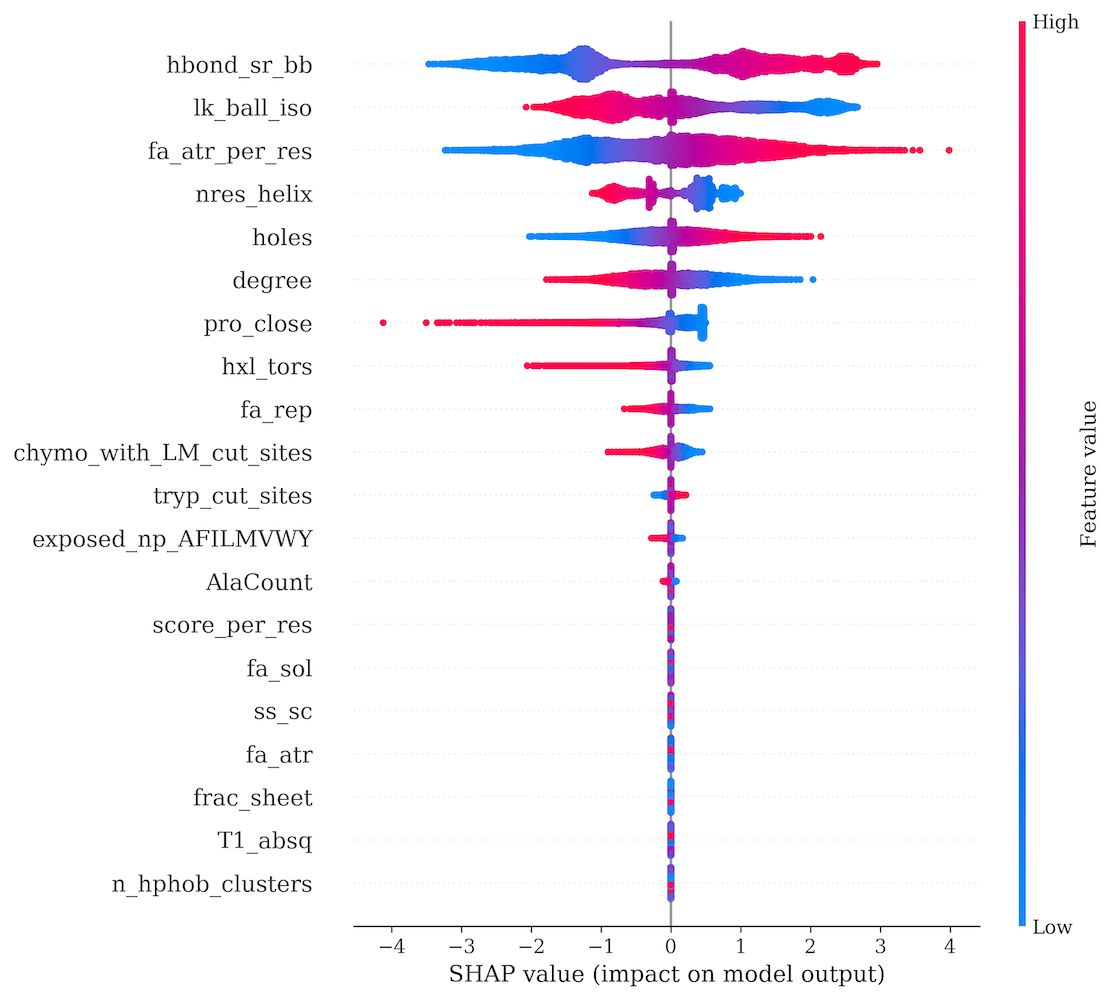 High
hbond_sr_bb
lk_ball_iso
fa_atr_per_res
nres_helix
holes
degree
pro_close
hxl_tors
fa_rep
chymo_with_LM_cut_sites
tryp_cut_sites
exposed_np_AFILMVWY
AlaCount
score_per_res
fa_sol
ss_sc
fa_atr
frac_sheet
T1_absq
n_hphob_clusters
Feature value
Low
−4 −3 −2 −1 0 1 2 3 4
SHAP value (impact on model output)